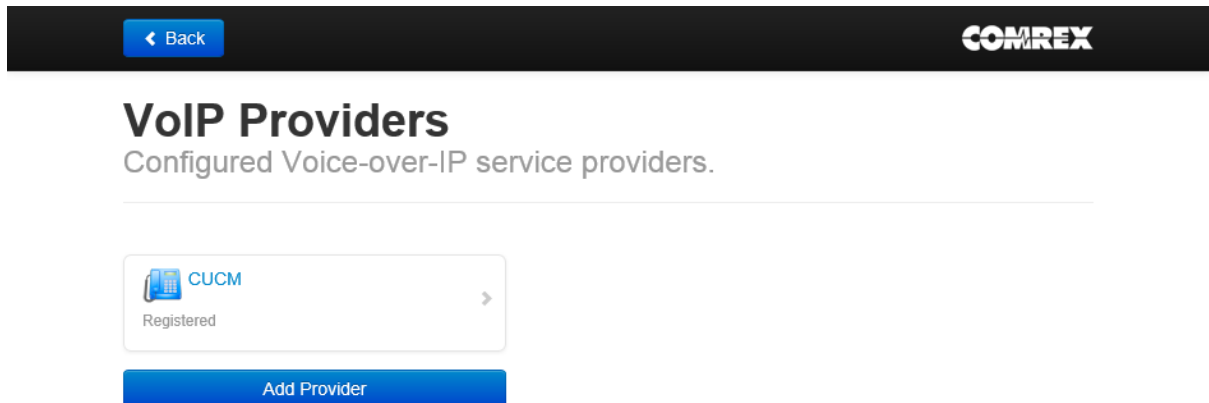 Back
COMREX
VoIP Providers
Configured Voice-over-IP service providers.
CUCM
Registered
Add Provider